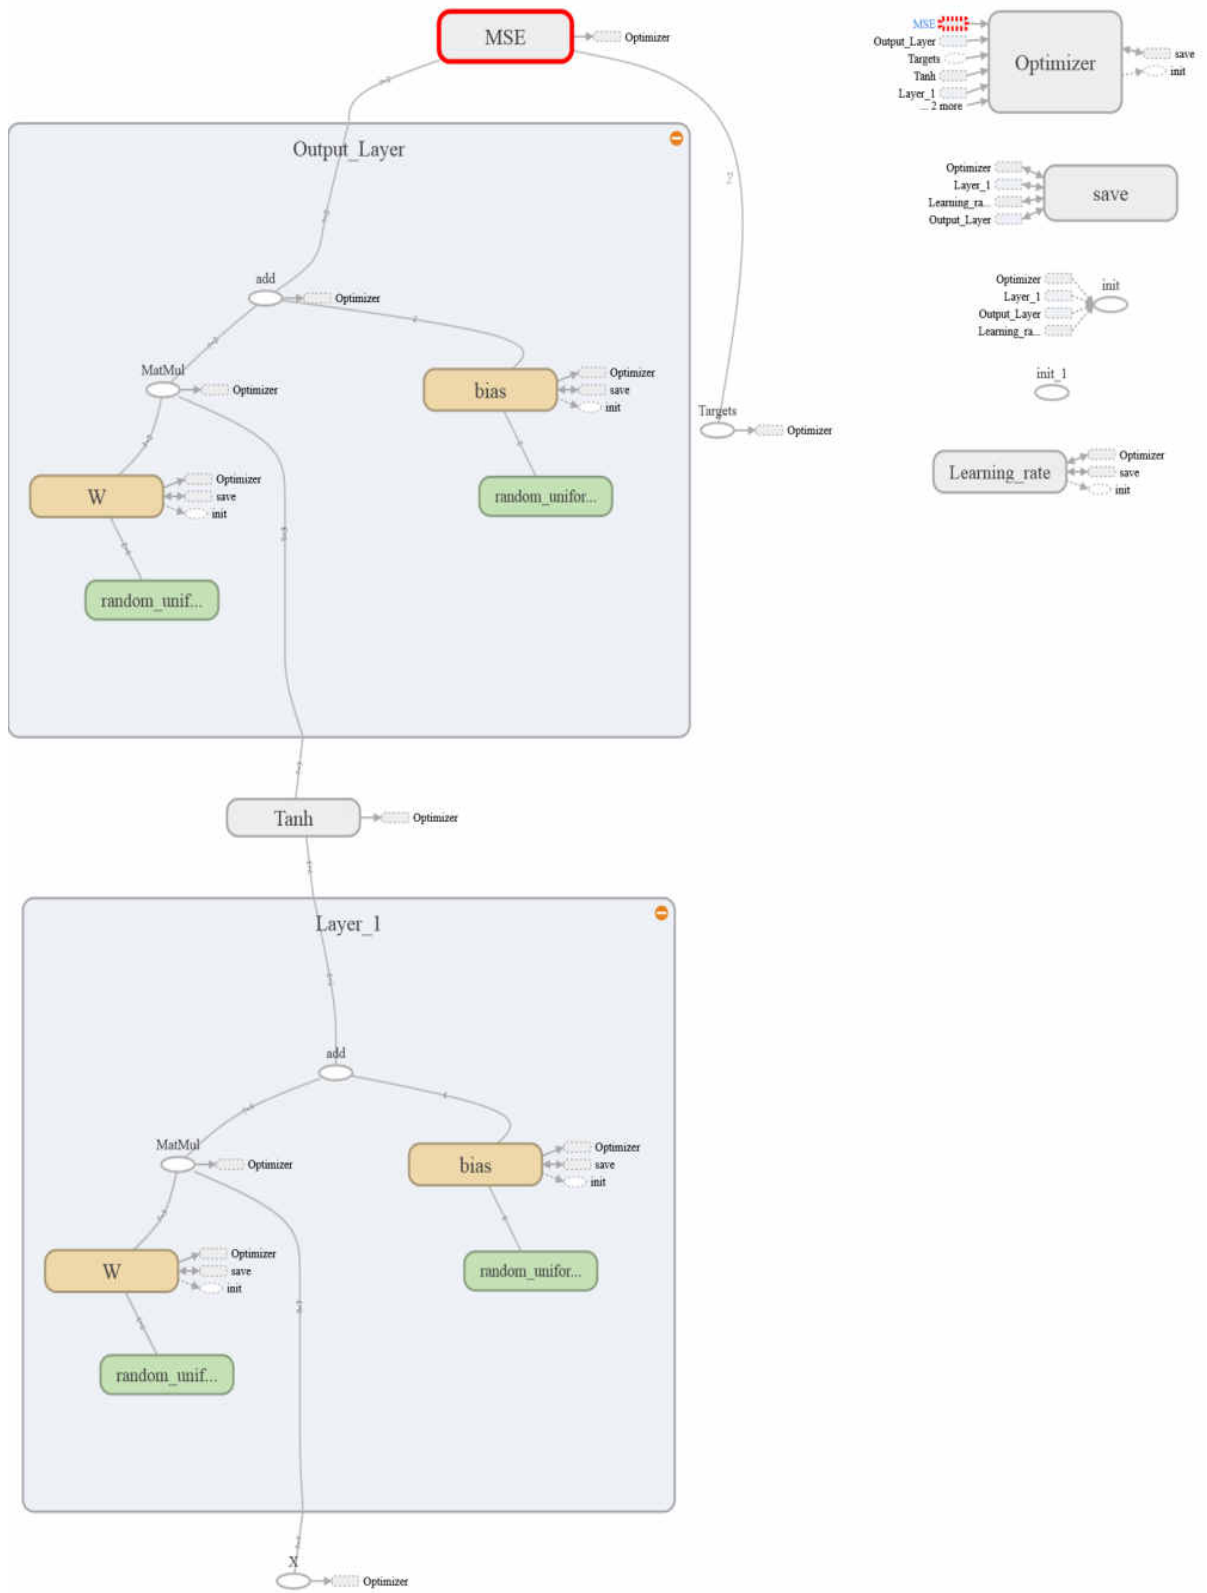 MSE
Optimizer
Output_Layer
add
Optimizer
MatMul
Optimizer
bias
Optimizer
save
init
W
Optimizer
save
init
random_unifor...
random_unif...
Targets
Optimizer
Tanh
Optimizer
Layer_1
add
MatMul
Optimizer
bias
Optimizer
save
init
W
Optimizer
save
init
random_unifor...
random_unif...
X
Optimizer
MSE
Output_Layer
Targets
Tanh
Layer_1
... 2 more
Optimizer
save
init
Optimizer
Layer_1
Learning_ra...
Output_Layer
save
Optimizer
Layer_1
Output_Layer
Learning_ra...
init
init_1
Learning_rate
Optimizer
save
init